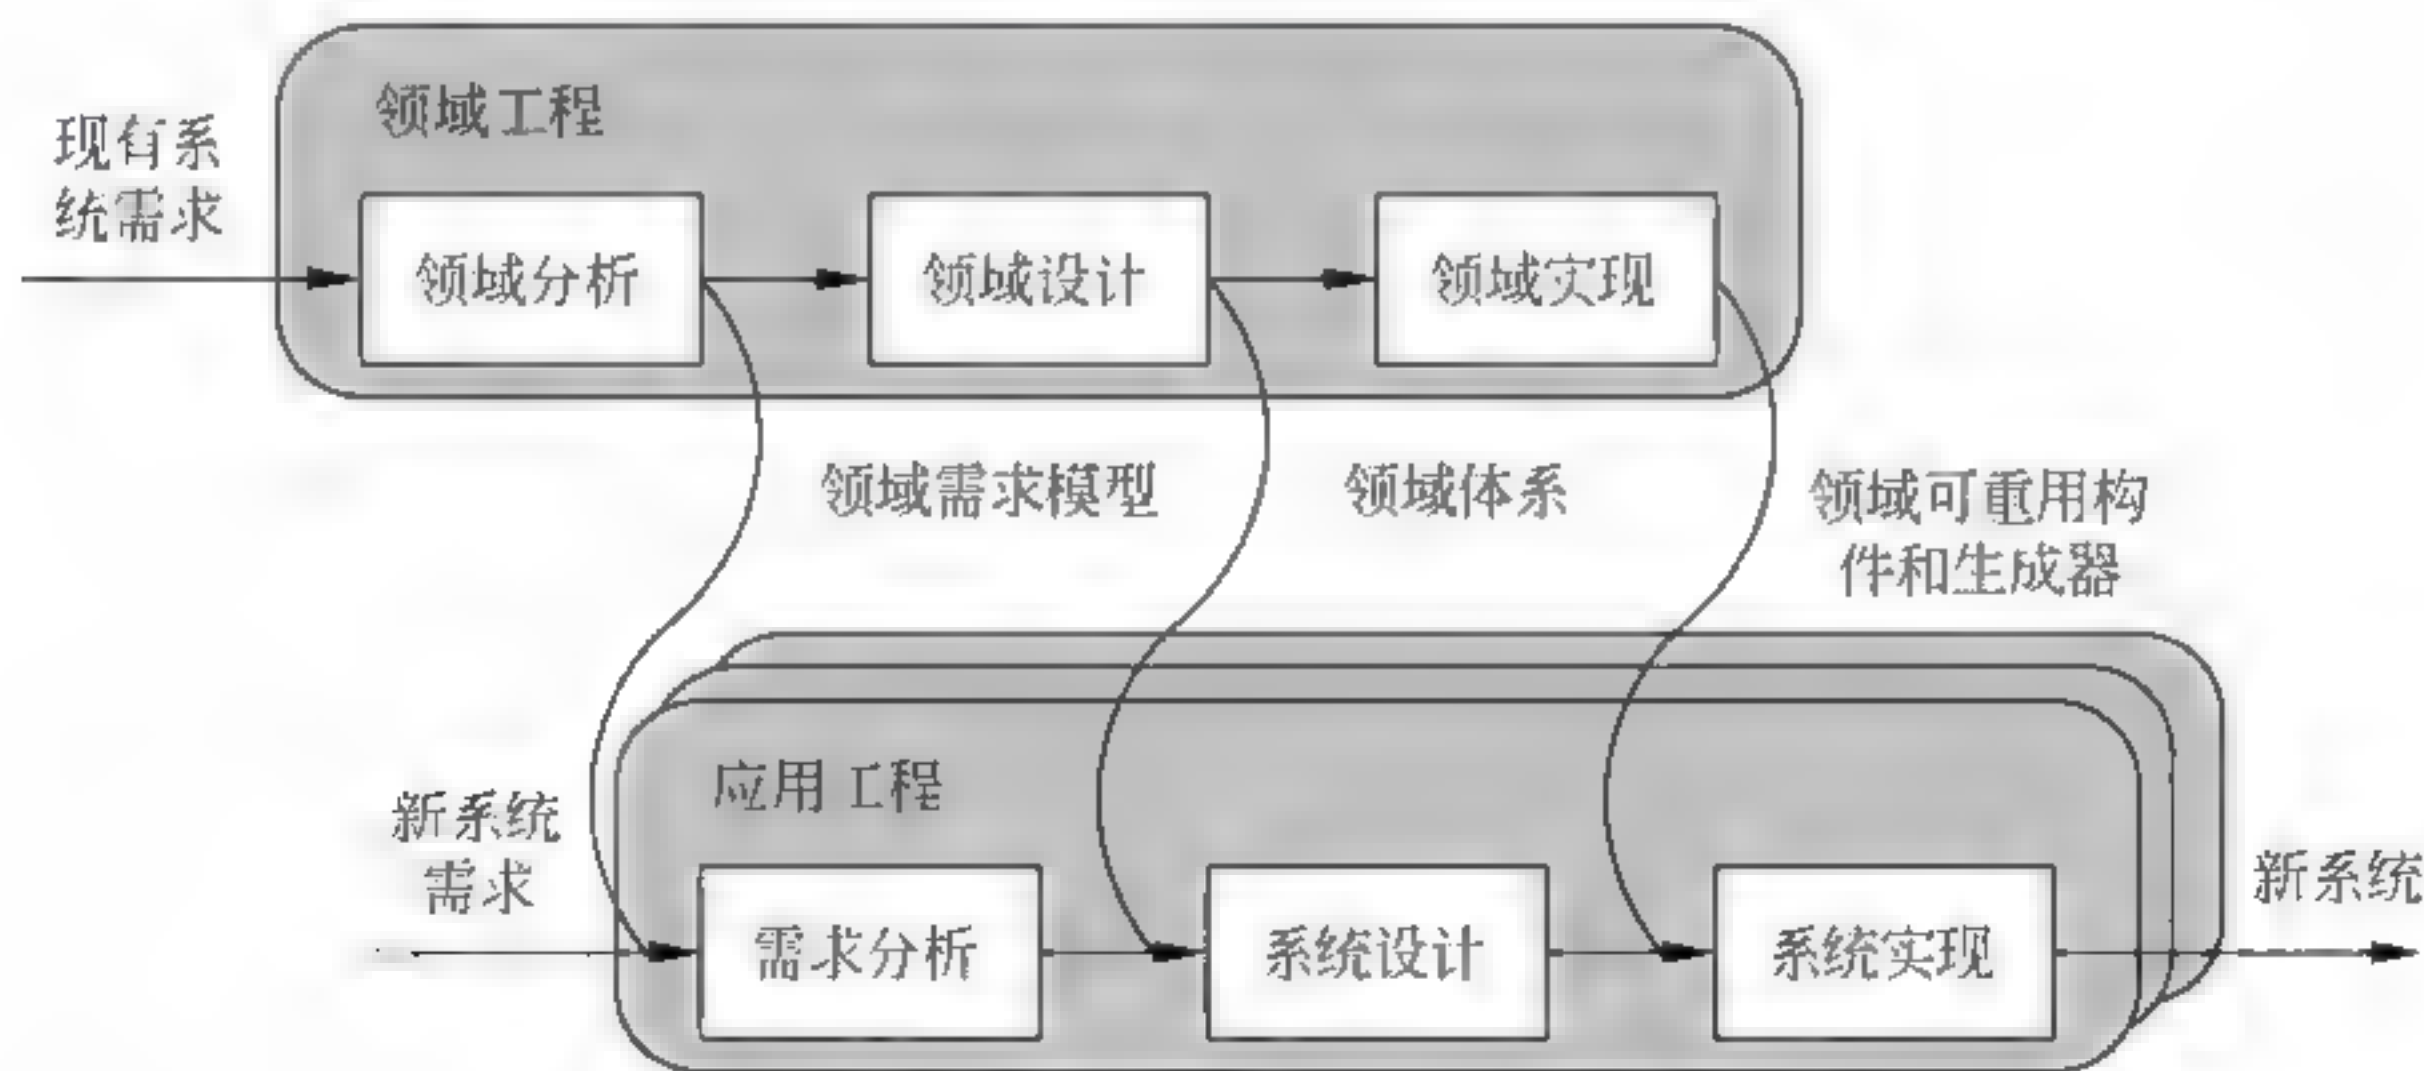 领域工程
现有系
统需求
领域分析
领域设计
领域实现
领域需求模型
领域体系
领域可重用构
件和生成器
应用工程
新系统
需求
需求分析
系统设计
系统实现
新系统